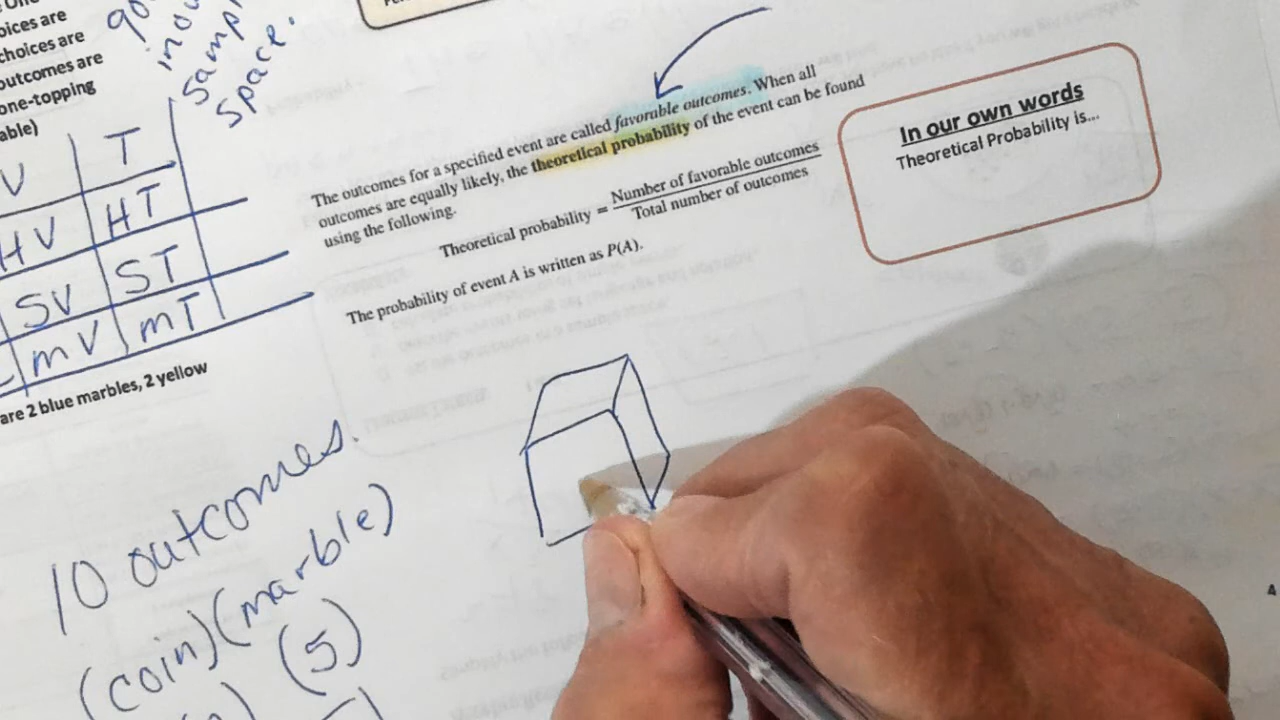 oices are
choices are
outcomes are
one-topping
able)
in ou
samp
space.
V T
HV HT
SV ST
mV mT
are 2 blue marbles, 2 yellow
10 outcomes.
(coin)(marble)
(5)
The outcomes for a specified event are called favorable outcomes. When all
outcomes are equally likely, the theoretical probability of the event can be found
using the following.
Theoretical probability = Number of favorable outcomes
Total number of outcomes
The probability of event A is written as P(A).
In our own words
Theoretical Probability is...
4